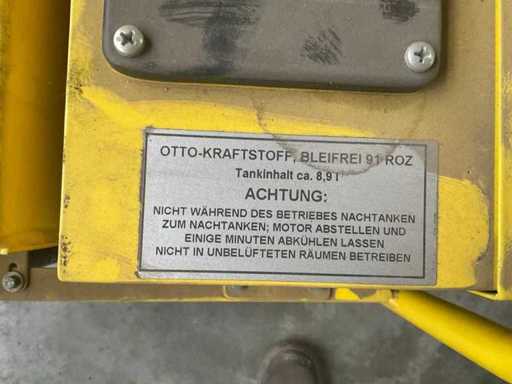 OTTO-KRAFTSTOFF, BLEIFREI 91 ROZ
Tankinhalt ca. 8,9 l
ACHTUNG:
NICHT WÄHREND DES BETRIEBES NACHTANKEN
ZUM NACHTANKEN; MOTOR ABSTELLEN UND
EINIGE MINUTEN ABKÜHLEN LASSEN
NICHT IN UNBELÜFTETEN RÄUMEN BETREIBEN